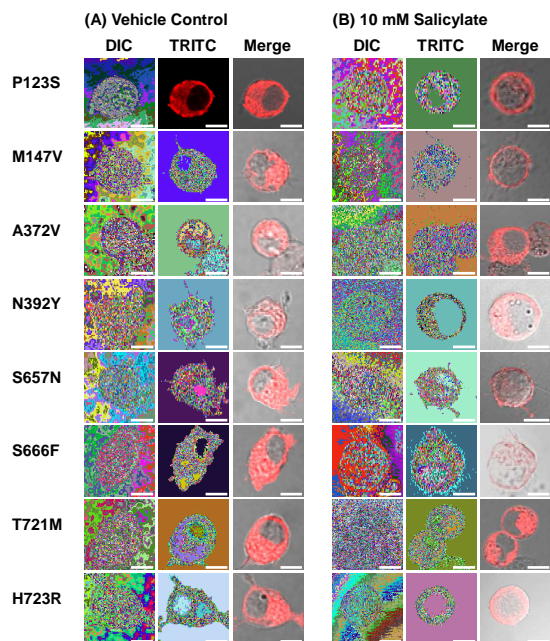 (A) Vehicle Control (B) 10 mM Salicylate
DIC TRITC Merge DIC TRITC Merge
P123S
M147V
A372V
N392Y
S657N
S666F
T721M
H723R